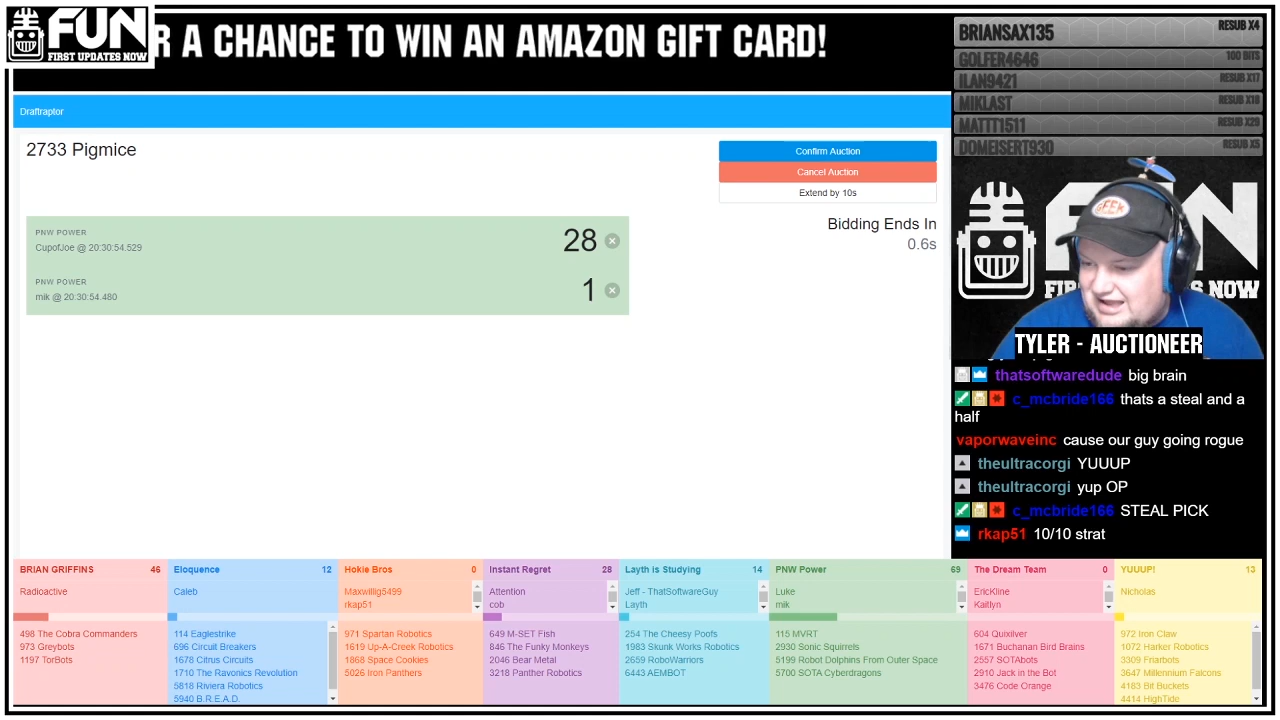 FUN
FIRST UPDATES NOW
R A CHANCE TO WIN AN AMAZON GIFT CARD!
BRIANSAX135 RESUB X4
GOLFER4646 100 BITS
ILAN9421 RESUB X17
MIKLAST RESUB X18
MATTT1511 RESUB X29
DOMEISERT930 RESUB X5
Draftraptor
2733 Pigmice
Confirm Auction
Cancel Auction
Extend by 10s
Bidding Ends In
0.6s
PNW POWER
CupofJoe @ 20:30:54.529
28
PNW POWER
mik @ 20:30:54.480
1
GEEK
TYLER - AUCTIONEER
thatsoftwaredude big brain
c_mcbride166 thats a steal and a
half
vaporwaveinc cause our guy going rogue
theultracorgi YUUUP
theultracorgi yup OP
c_mcbride166 STEAL PICK
rkap51 10/10 strat
BRIAN GRIFFINS 46
Radioactive
498 The Cobra Commanders
973 Greybots
1197 TorBots
Eloquence 12
Caleb
114 Eaglestrike
696 Circuit Breakers
1678 Citrus Circuits
1710 The Ravonics Revolution
5818 Riviera Robotics
5940 B.R.E.A.D.
Hokie Bros 0
Maxwillig5499
rkap51
971 Spartan Robotics
1619 Up-A-Creek Robotics
1868 Space Cookies
5026 Iron Panthers
Instant Regret 28
Attention
cob
649 M-SET Fish
846 The Funky Monkeys
2046 Bear Metal
3218 Panther Robotics
Layth is Studying 14
Jeff - ThatSoftwareGuy
Layth
254 The Cheesy Poofs
1983 Skunk Works Robotics
2659 RoboWarriors
6443 AEMBOT
PNW Power 69
Luke
mik
115 MVRT
2930 Sonic Squirrels
5199 Robot Dolphins From Outer Space
5700 SOTA Cyberdragons
The Dream Team 0
EricKline
Kaitlyn
604 Quixilver
1671 Buchanan Bird Brains
2557 SOTAbots
2910 Jack in the Bot
3476 Code Orange
YUUUP! 13
Nicholas
972 Iron Claw
1072 Harker Robotics
3309 Friarbots
3647 Millennium Falcons
4183 Bit Buckets
4414 HighTide